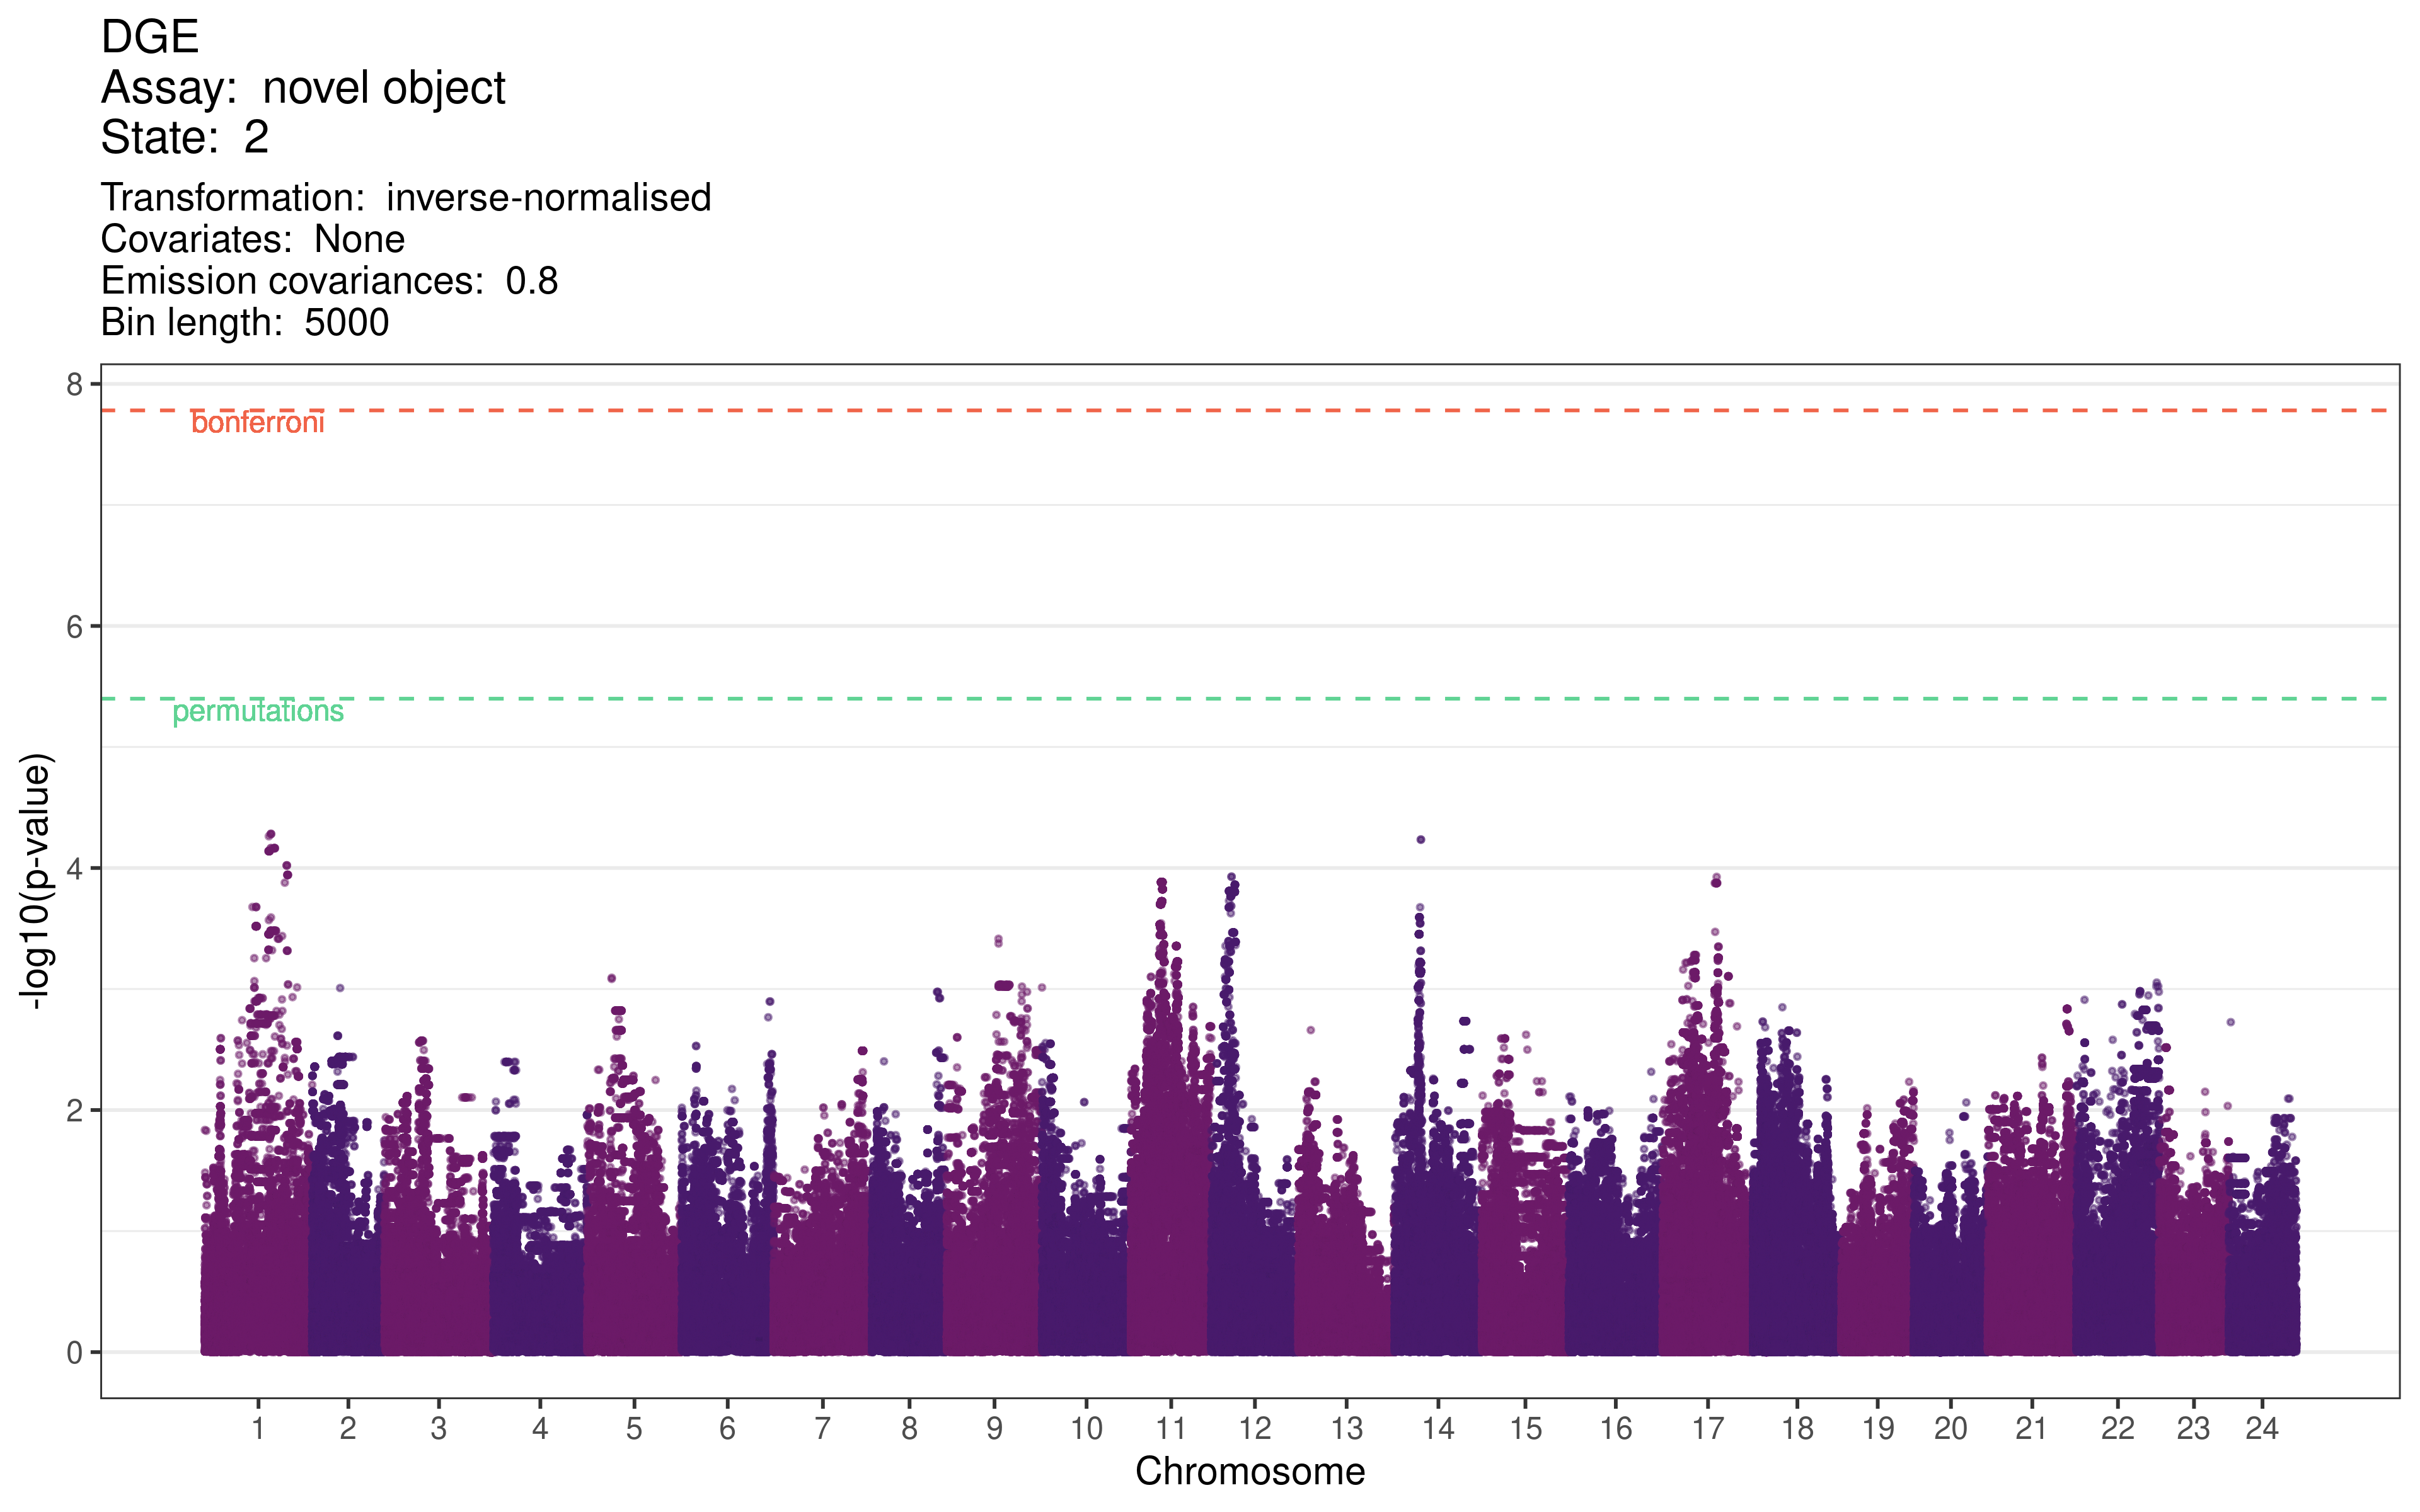 DGE
Assay:  novel object
State:  2
Transformation:  inverse-normalised
Covariates:  None
Emission covariances:  0.8
Bin length:  5000
8
bonferroni
6
permutations
4
2
0
-log10(p-value)
1 2 3 4 5 6 7 8 9 10 11 12 13 14 15 16 17 18 19 20 21 22 23 24
Chromosome